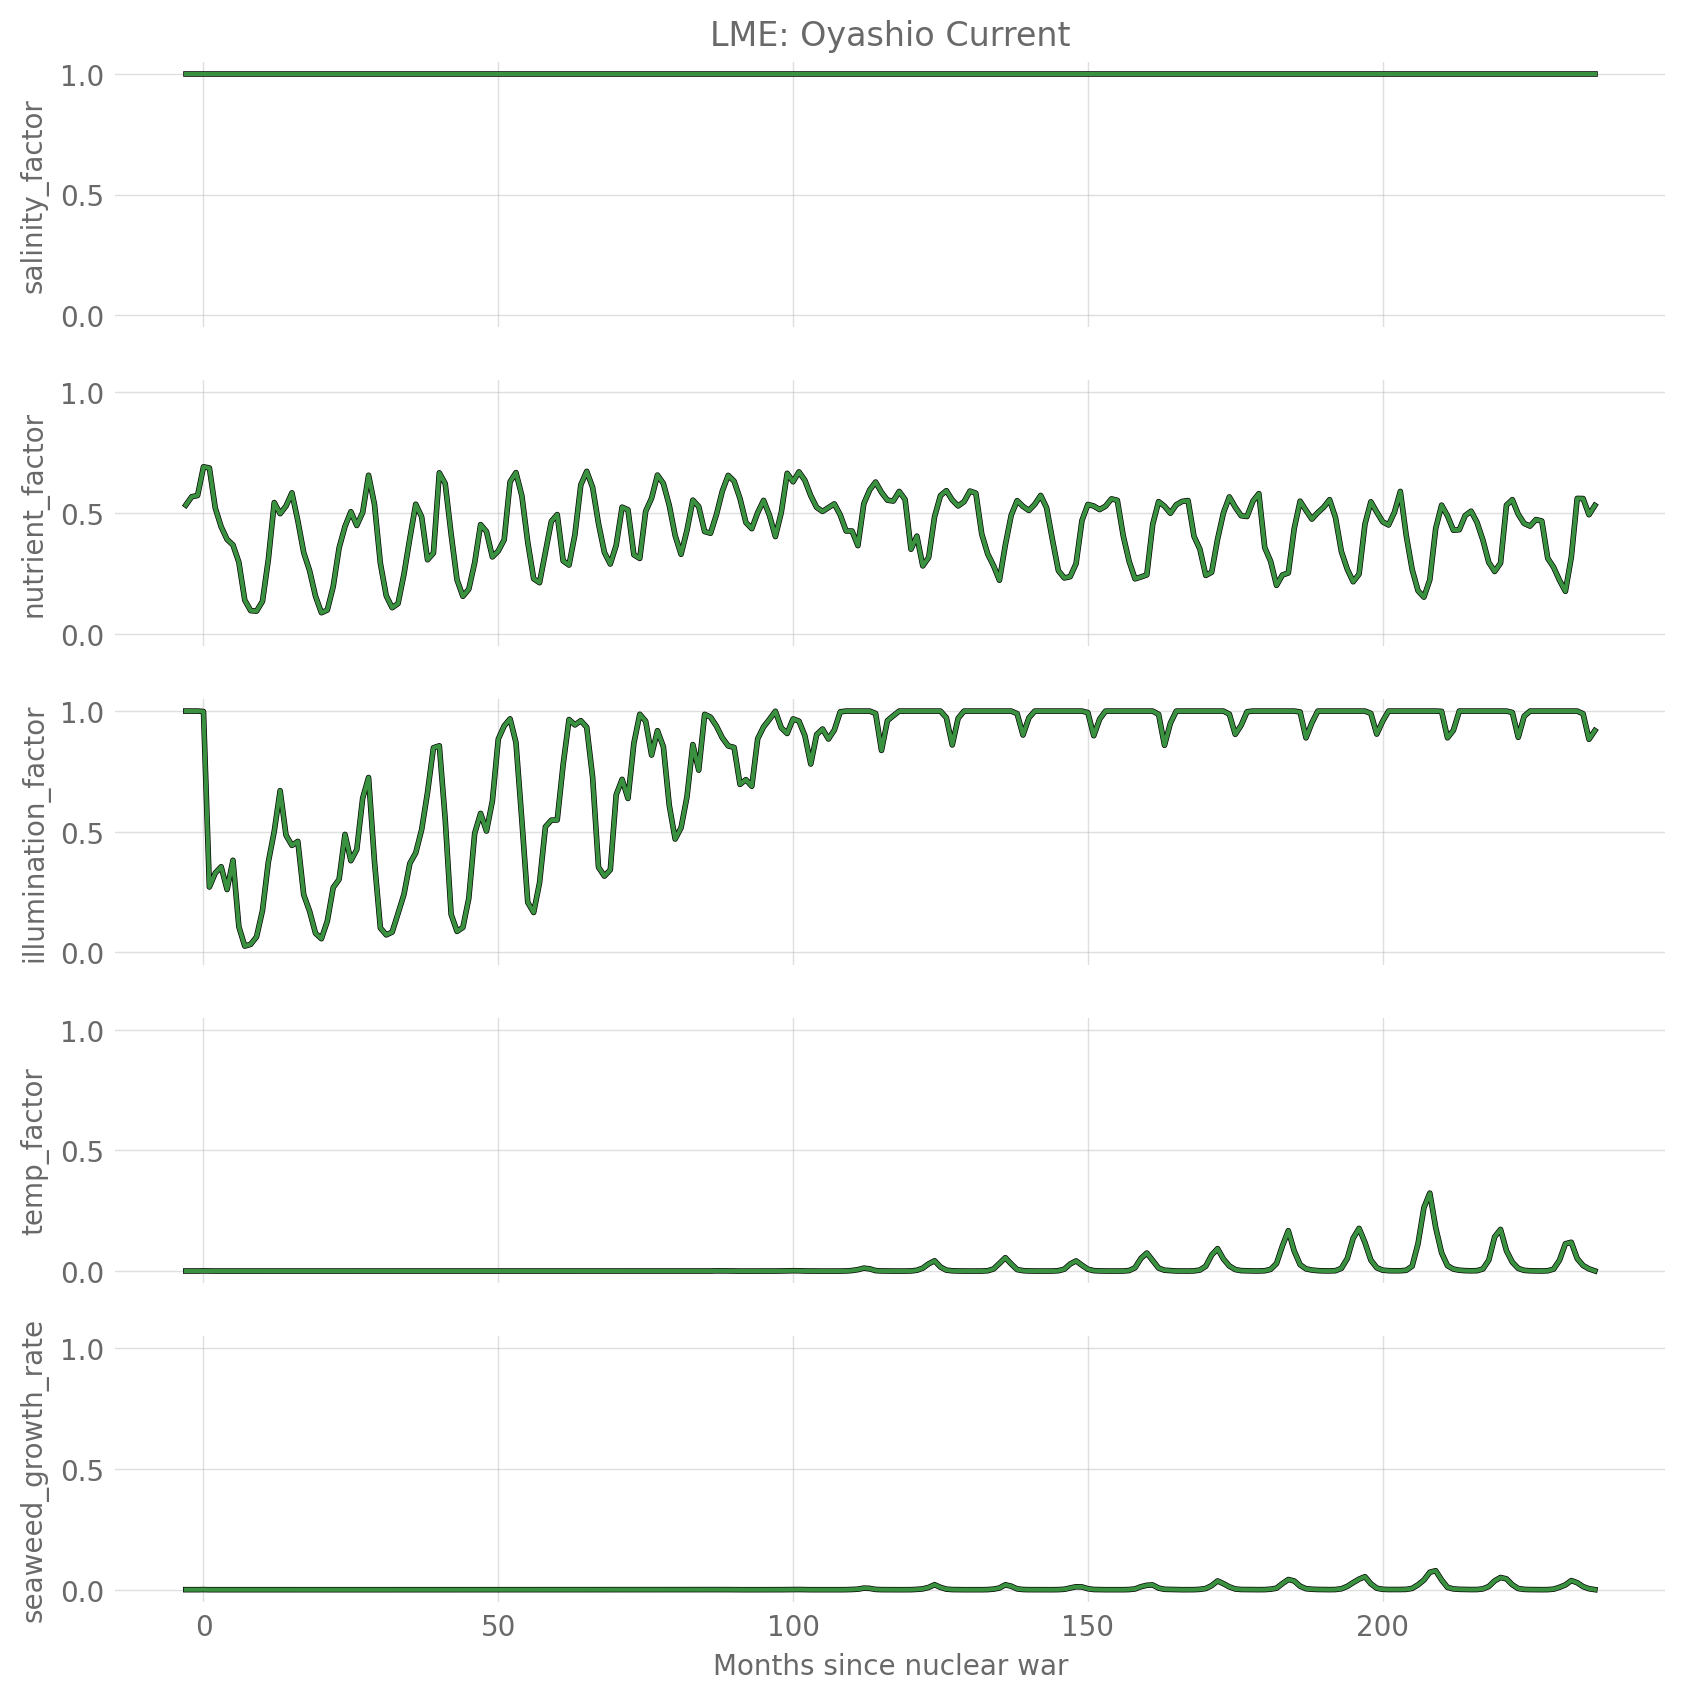 LME: Oyashio Current
1.0
0.5
0.0
salinity_factor
1.0
0.5
0.0
nutrient_factor
1.0
0.5
0.0
illumination_factor
1.0
0.5
0.0
temp_factor
1.0
0.5
0.0
seaweed_growth_rate
0 50 100 150 200
Months since nuclear war